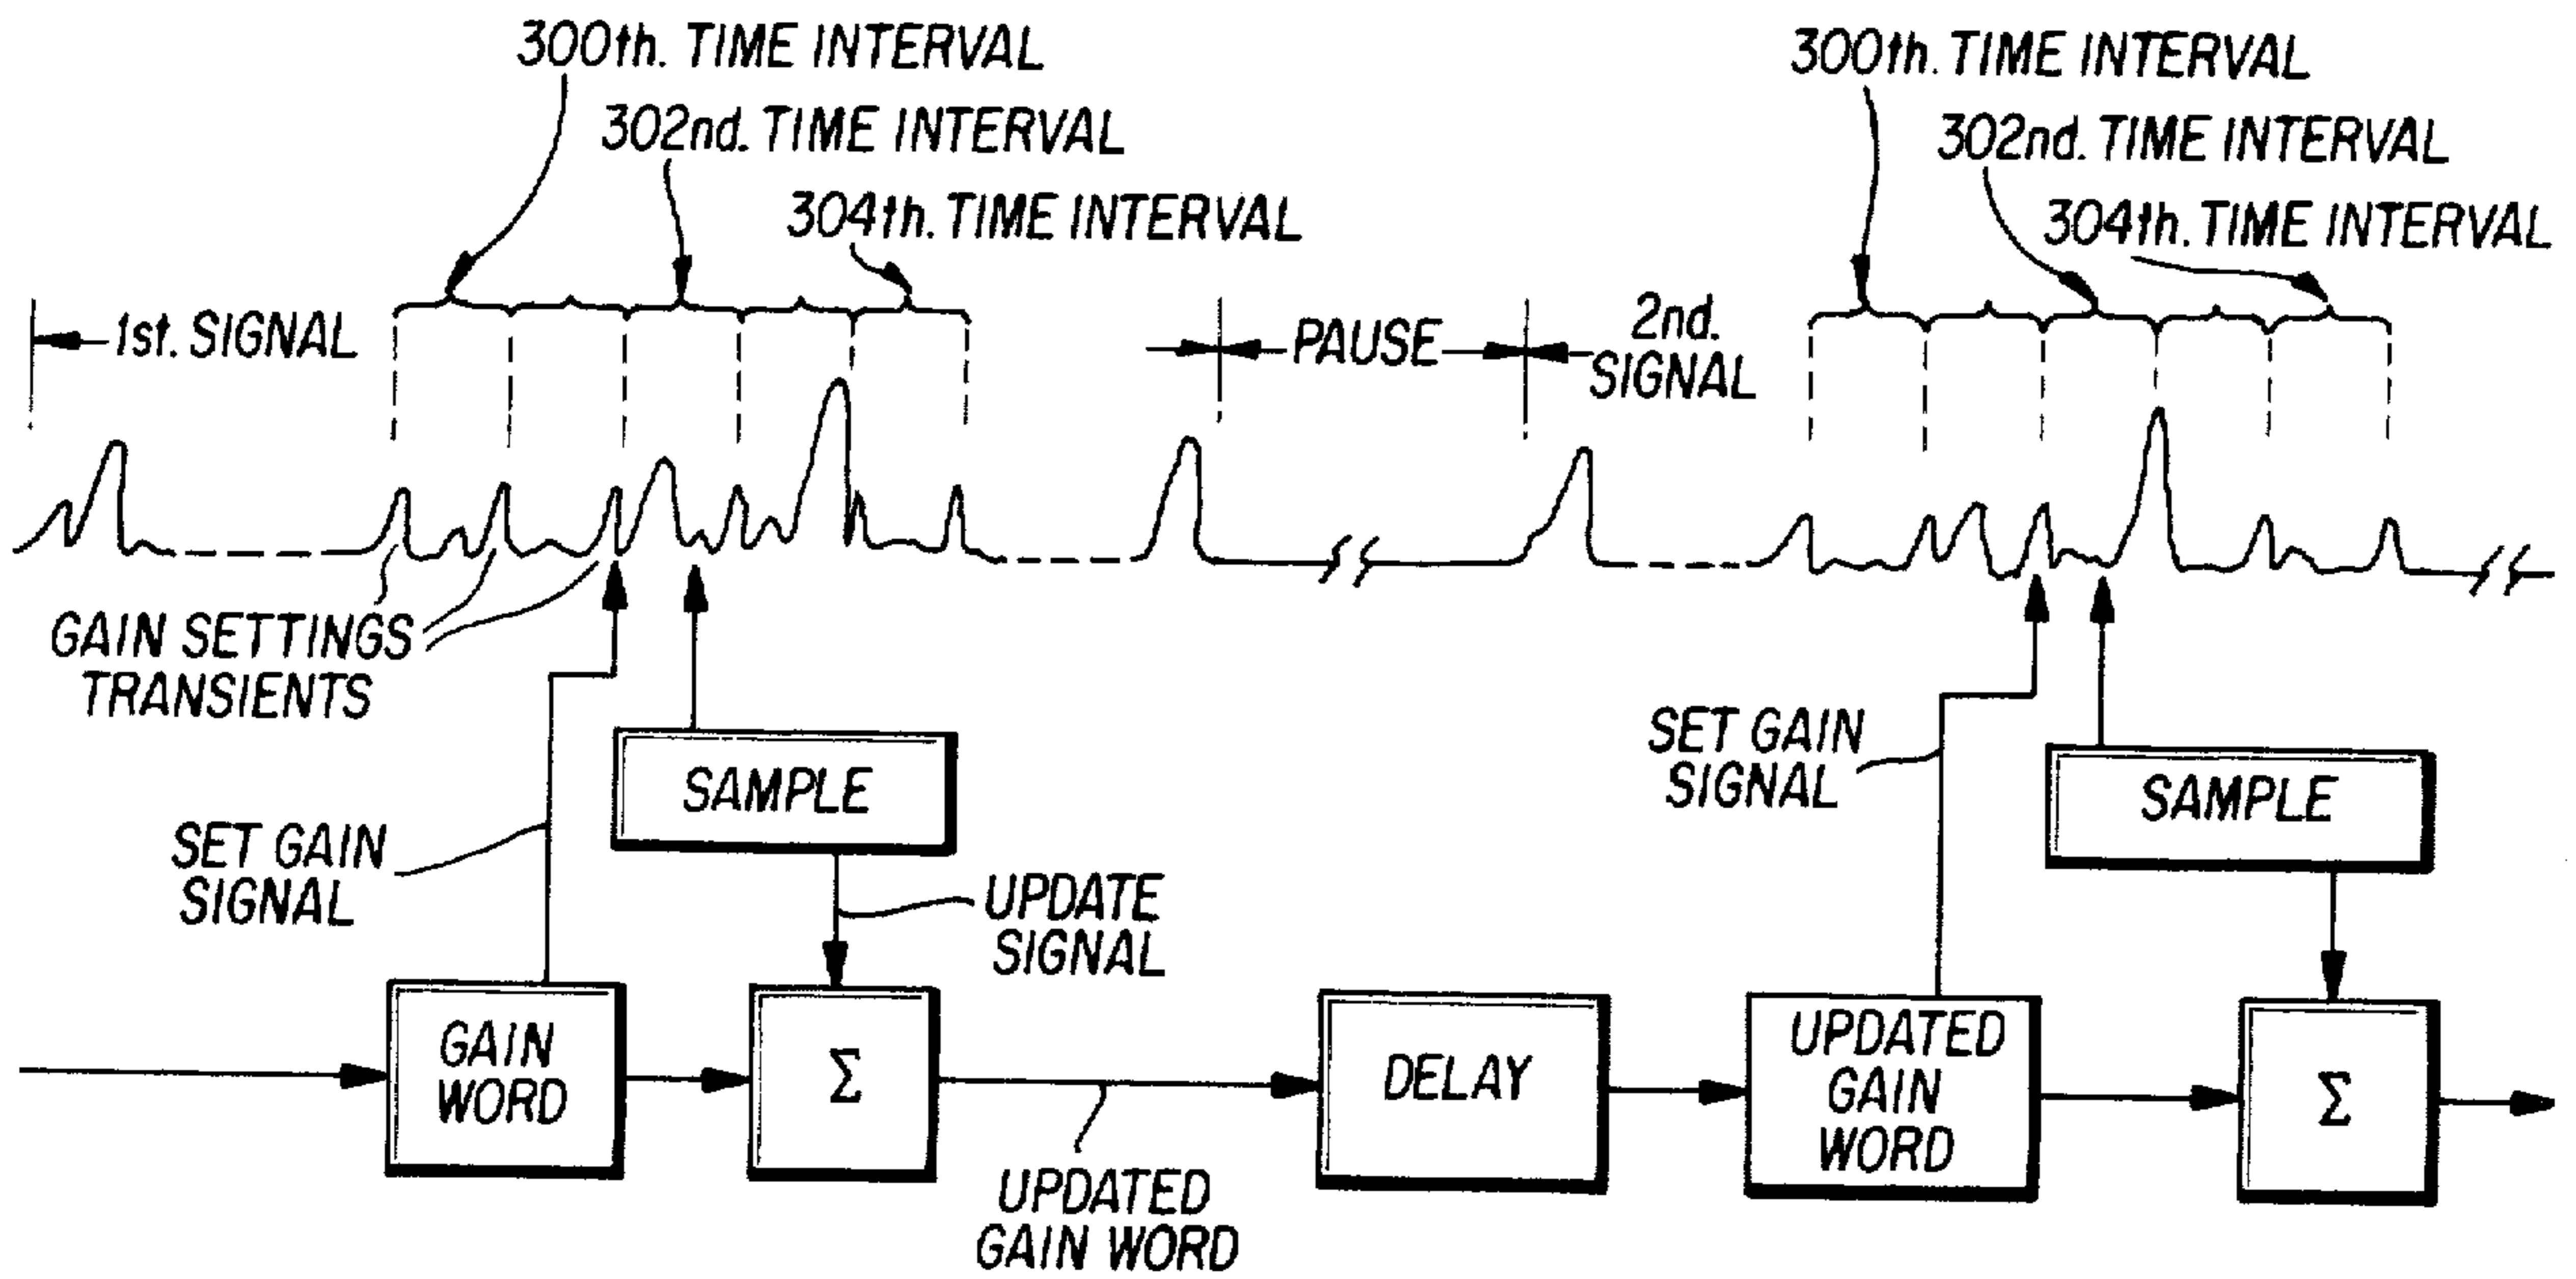 300th. TIME INTERVAL
302nd. TIME INTERVAL
304th. TIME INTERVAL
300th. TIME INTERVAL
302nd. TIME INTERVAL
304th. TIME INTERVAL
1st. SIGNAL
PAUSE
2nd.
SIGNAL
GAIN SETTINGS
TRANSIENTS
SET GAIN
SIGNAL
SAMPLE
UPDATE
SIGNAL
SET GAIN
SIGNAL
SAMPLE
GAIN
WORD
Σ
UPDATED
GAIN WORD
DELAY
UPDATED
GAIN
WORD
Σ